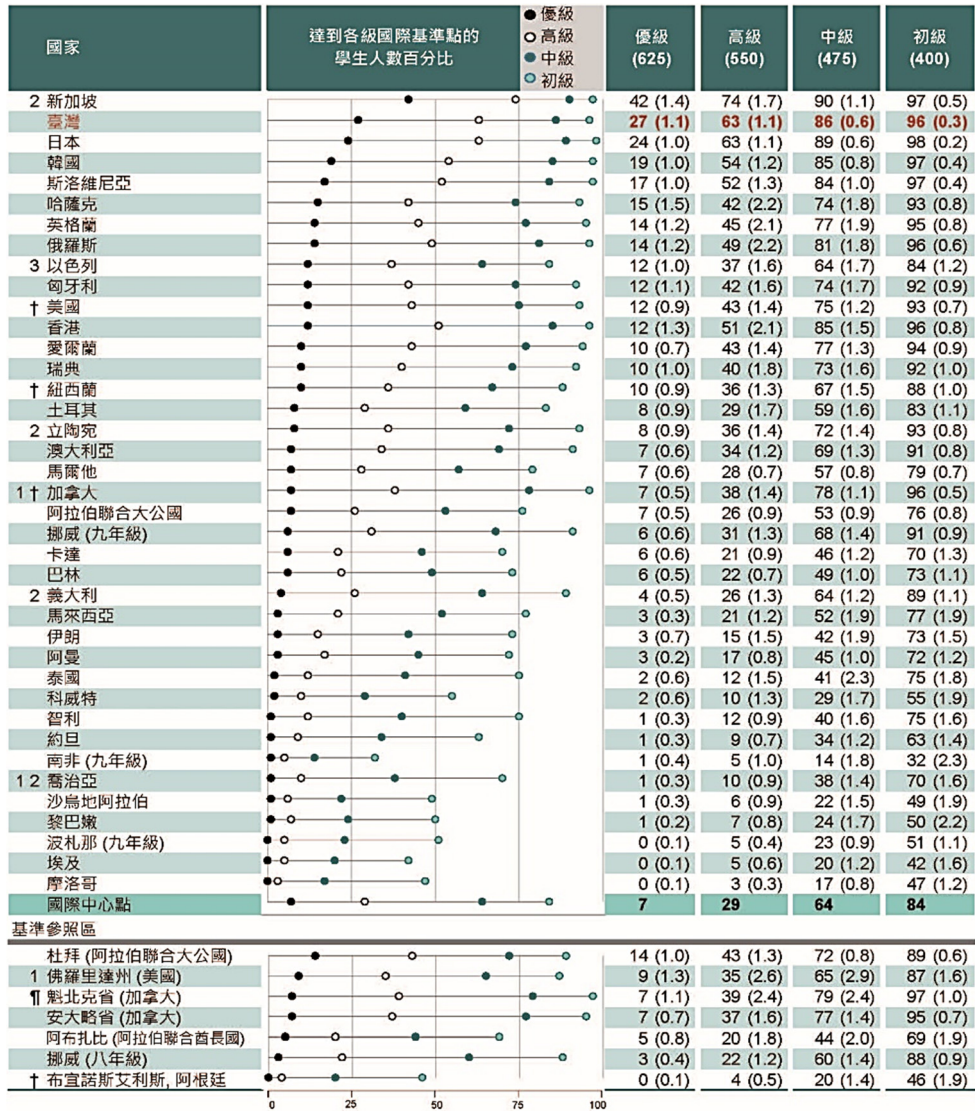 國家 達到各級國際基準點的學生人數百分比 ● 優級 ○ 高級 ● 中級 ● 初級 優級 (625) 高級 (550) 中級 (475) 初級 (400)
2 新加坡 42 (1.4) 74 (1.7) 90 (1.1) 97 (0.5)
臺灣 27 (1.1) 63 (1.1) 86 (0.6) 96 (0.3)
日本 24 (1.0) 63 (1.1) 89 (0.6) 98 (0.2)
韓國 19 (1.0) 54 (1.2) 85 (0.8) 97 (0.4)
斯洛維尼亞 17 (1.0) 52 (1.3) 84 (1.0) 97 (0.4)
哈薩克 15 (1.5) 42 (2.2) 74 (1.8) 93 (0.8)
英格蘭 14 (1.2) 45 (2.1) 77 (1.9) 95 (0.8)
俄羅斯 14 (1.2) 49 (2.2) 81 (1.8) 96 (0.6)
3 以色列 12 (1.0) 37 (1.6) 64 (1.7) 84 (1.2)
匈牙利 12 (1.1) 42 (1.6) 74 (1.7) 92 (0.9)
† 美國 12 (0.9) 43 (1.4) 75 (1.2) 93 (0.7)
香港 12 (1.3) 51 (2.1) 85 (1.5) 96 (0.8)
愛爾蘭 10 (0.7) 43 (1.4) 77 (1.3) 94 (0.9)
瑞典 10 (1.0) 40 (1.8) 73 (1.6) 92 (1.0)
† 紐西蘭 10 (0.9) 36 (1.3) 67 (1.5) 88 (1.0)
土耳其 8 (0.9) 29 (1.7) 59 (1.6) 83 (1.1)
2 立陶宛 8 (0.9) 36 (1.4) 72 (1.4) 93 (0.8)
澳大利亞 7 (0.6) 34 (1.2) 69 (1.3) 91 (0.8)
馬爾他 7 (0.6) 28 (0.7) 57 (0.8) 79 (0.7)
1 † 加拿大 7 (0.5) 38 (1.4) 78 (1.1) 96 (0.5)
阿拉伯聯合大公國 7 (0.5) 26 (0.9) 53 (0.9) 76 (0.8)
挪威 (九年級) 6 (0.6) 31 (1.3) 68 (1.4) 91 (0.9)
卡達 6 (0.6) 21 (0.9) 46 (1.2) 70 (1.3)
巴林 6 (0.5) 22 (0.7) 49 (1.0) 73 (1.1)
2 義大利 4 (0.5) 26 (1.3) 64 (1.2) 89 (1.1)
馬來西亞 3 (0.3) 21 (1.2) 52 (1.9) 77 (1.9)
伊朗 3 (0.7) 15 (1.5) 42 (1.9) 73 (1.5)
阿曼 3 (0.2) 17 (0.8) 45 (1.0) 72 (1.2)
泰國 2 (0.6) 12 (1.5) 41 (2.3) 75 (1.8)
科威特 2 (0.6) 10 (1.3) 29 (1.7) 55 (1.9)
智利 1 (0.3) 12 (0.9) 40 (1.6) 75 (1.6)
約旦 1 (0.3) 9 (0.7) 34 (1.2) 63 (1.4)
南非 (九年級) 1 (0.4) 5 (1.0) 14 (1.8) 32 (2.3)
1 2 喬治亞 1 (0.3) 10 (0.9) 38 (1.4) 70 (1.6)
沙烏地阿拉伯 1 (0.3) 6 (0.9) 22 (1.5) 49 (1.9)
黎巴嫩 1 (0.2) 7 (0.8) 24 (1.7) 50 (2.2)
波札那 (九年級) 0 (0.1) 5 (0.4) 23 (0.9) 51 (1.1)
埃及 0 (0.1) 5 (0.6) 20 (1.2) 42 (1.6)
摩洛哥 0 (0.1) 3 (0.3) 17 (0.8) 47 (1.2)
國際中心點 7 29 64 84
基準參照區
杜拜 (阿拉伯聯合大公國) 14 (1.0) 43 (1.3) 72 (0.8) 89 (0.6)
1 佛羅里達州 (美國) 9 (1.3) 35 (2.6) 65 (2.9) 87 (1.6)
¶ 魁北克省 (加拿大) 7 (1.1) 39 (2.4) 79 (2.4) 97 (1.0)
安大略省 (加拿大) 7 (0.7) 37 (1.6) 77 (1.4) 95 (0.7)
阿布扎比 (阿拉伯聯合酋長國) 5 (0.8) 20 (1.8) 44 (2.0) 69 (1.9)
挪威 (八年級) 3 (0.4) 22 (1.2) 60 (1.4) 88 (0.9)
† 布宜諾斯艾利斯, 阿根廷 0 (0.1) 4 (0.5) 20 (1.4) 46 (1.9)
0 25 50 75 100